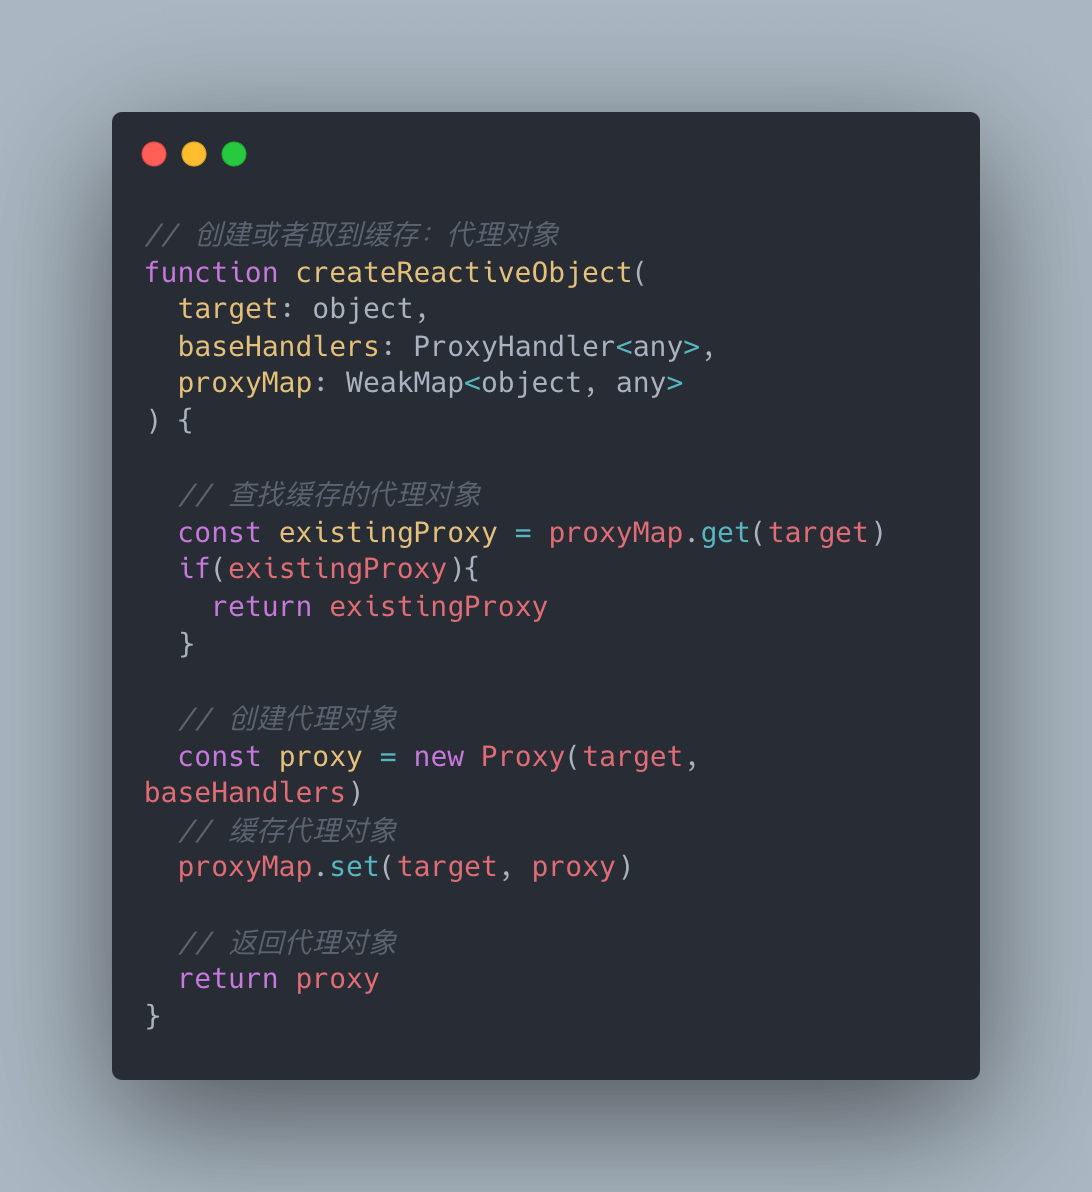 // 创建或者取到缓存：代理对象
function createReactiveObject(
  target: object,
  baseHandlers: ProxyHandler<any>,
  proxyMap: WeakMap<object, any>
) {

  // 查找缓存的代理对象
  const existingProxy = proxyMap.get(target)
  if(existingProxy){
    return existingProxy
  }

  // 创建代理对象
  const proxy = new Proxy(target,
baseHandlers)
  // 缓存代理对象
  proxyMap.set(target, proxy)

  // 返回代理对象
  return proxy
}